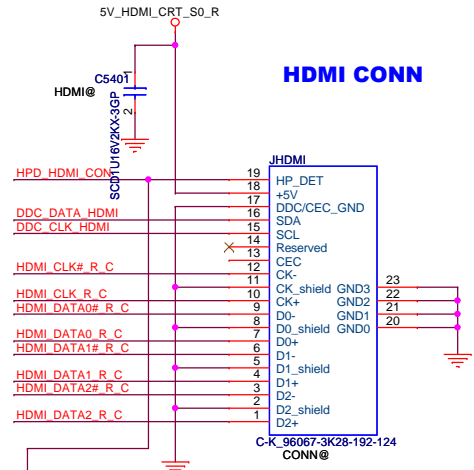 5V_HDMI_CRT_S0_R
HDMI CONN
C5401
HDMI@
1
2
SCD1U16V2KX-3GP
JHDMI
HPD_HDMI_CON 19 HP_DET
18 +5V
17 DDC/CEC_GND
DDC_DATA_HDMI 16 SDA
DDC_CLK_HDMI 15 SCL
14 Reserved
13 CEC
HDMI_CLK#_R_C 12 CK-
11 CK_shield GND3 23
HDMI_CLK_R_C 10 CK+ GND2 22
HDMI_DATA0#_R_C 9 D0- GND1 21
8 D0_shield GND0 20
HDMI_DATA0_R_C 7 D0+
HDMI_DATA1#_R_C 6 D1-
5 D1_shield
HDMI_DATA1_R_C 4 D1+
HDMI_DATA2#_R_C 3 D2-
2 D2_shield
HDMI_DATA2_R_C 1 D2+
C-K_96067-3K28-192-124
CONN@